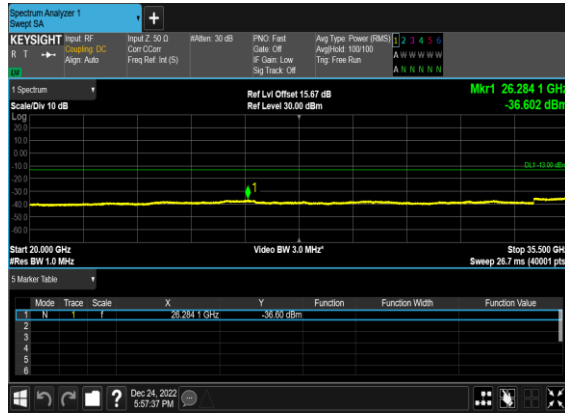 Spectrum Analyzer 1
Swept SA
+
KEYSIGHT Input: RF Input Z: 50 Ω #Atten: 30 dB PNO: Fast Avg Type: Power (RMS) 1 2 3 4 5 6
R T Coupling: DC Corr CCorr Gate: Off Avg|Hold: 100/100 A W W W W W
Align: Auto Freq Ref: Int (S) IF Gain: Low Trig: Free Run
Sig Track: Off A N N N N N
1 Spectrum
Scale/Div 10 dB Ref Lvl Offset 15.67 dB Mkr1 26.284 1 GHz
Ref Level 30.00 dBm -36.602 dBm
Log
20.0
10.0
0.00
-10.0 DL1 -13.00 dBm
-20.0
-30.0 1
-40.0
-50.0
-60.0
Start 20.000 GHz Video BW 3.0 MHz* Stop 35.500 GHz
#Res BW 1.0 MHz Sweep 26.7 ms (40001 pts)
5 Marker Table
Mode Trace Scale X Y Function Function Width Function Value
1 N 1 f 26.284 1 GHz -36.60 dBm
2
3
4
5
6
? Dec 24, 2022
5:57:37 PM